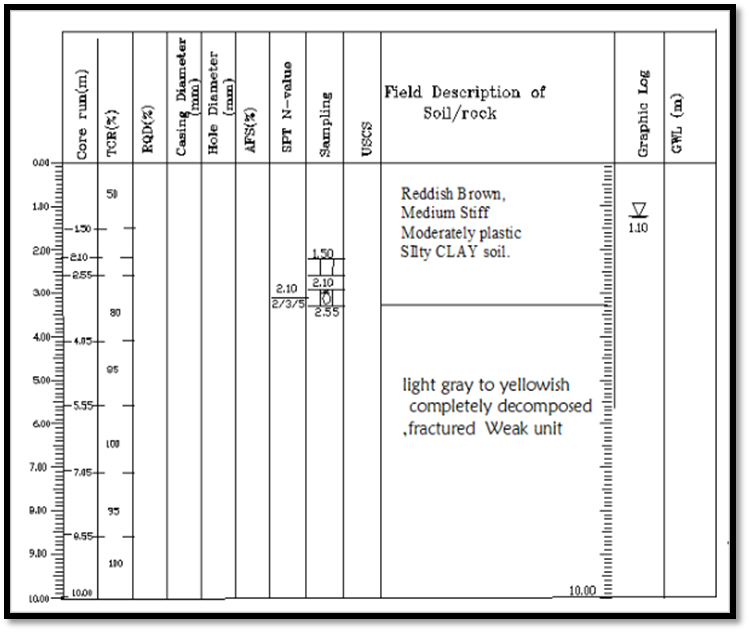 Core run(m)
TCR(%)
RQD(%)
Casing Diameter
(mm)
Hole Diameter
(mm)
AFS(%)
SPT N-value
Sampling
USCS
Field Description of
Soil/rock
Graphic Log
GWL (m)
0.00
1.00
2.00
3.00
4.00
5.00
6.00
7.00
8.00
9.00
10.00
1.50
2.10
2.55
4.05
5.55
7.05
8.55
10.00
50
80
85
100
95
100
2.10
2/3/5
1.50
2.10
2.55
Reddish Brown,
Medium Stiff
Moderately plastic
SIlty CLAY soil.
light gray to yellowish
completely decomposed
,fractured Weak unit
10.00
1.10